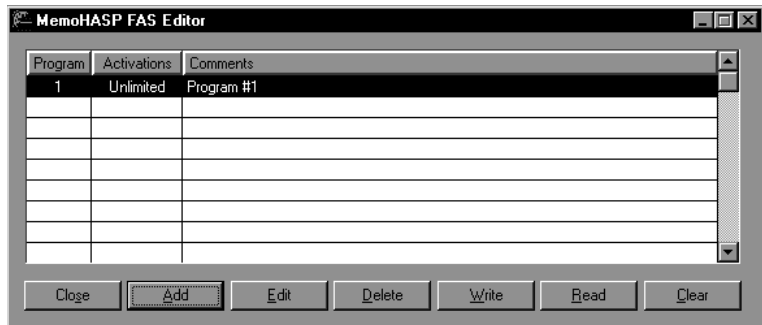 MemoHASP FAS Editor
Program Activations Comments
1 Unlimited Program #1
Close Add Edit Delete Write Read Clear